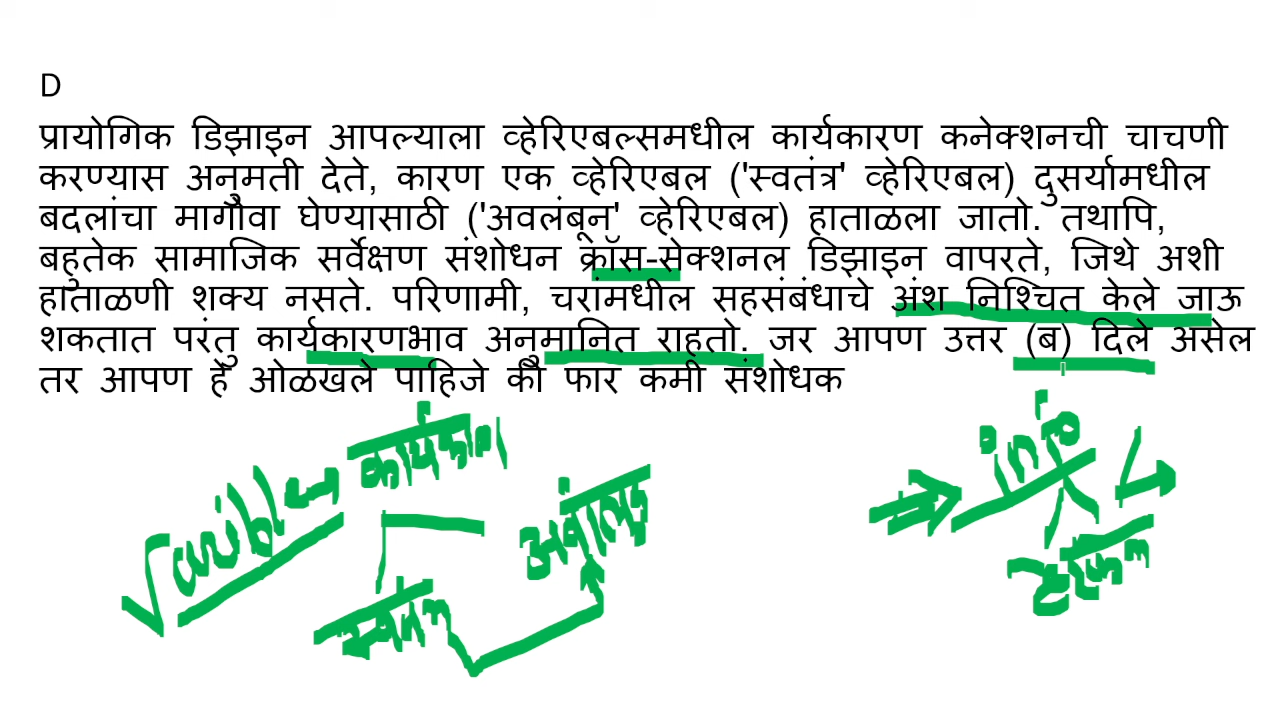 D
प्रायोगिक डिझाइन आपल्याला व्हेरिएबल्समधील कार्यकारण कनेक्शनची चाचणी
करण्यास अनुमती देते, कारण एक व्हेरिएबल ('स्वतंत्र' व्हेरिएबल) दुसर्यामधील
बदलांचा मागोवा घेण्यासाठी ('अवलंबून' व्हेरिएबल) हाताळला जातो. तथापि,
बहुतेक सामाजिक सर्वेक्षण संशोधन क्रॉस-सेक्शनल डिझाइन वापरते, जिथे अशी
हाताळणी शक्य नसते. परिणामी, चरांमधील सहसंबंधाचे अंश निश्चित केले जाऊ
शकतात परंतु कार्यकारणभाव अनुमानित राहतो. जर आपण उत्तर (ब) दिले असेल
तर आपण हे ओळखले पाहिजे की फार कमी संशोधक
कार्यकारण
स्वतंत्र